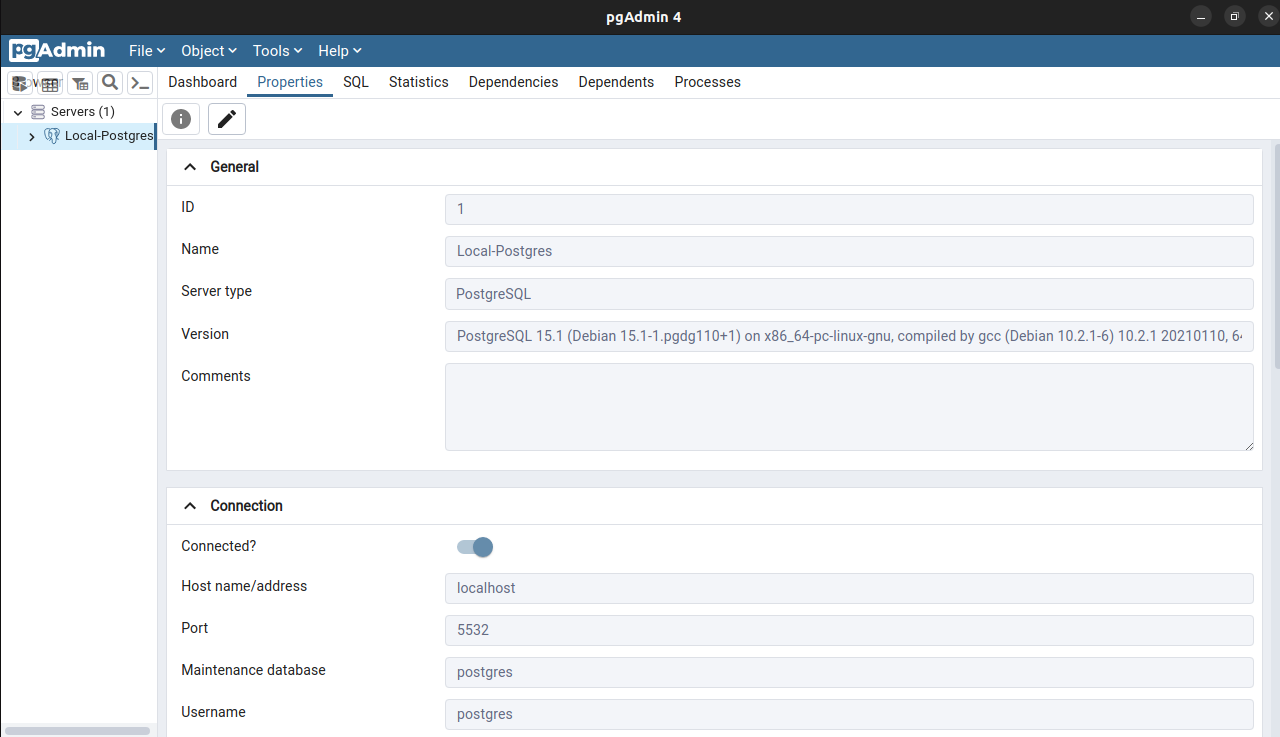 pgAdmin 4
pgAdmin File Object Tools Help
Dashboard Properties SQL Statistics Dependencies Dependents Processes
Servers (1)
Local-Postgres
General
ID
1
Name
Local-Postgres
Server type
PostgreSQL
Version
PostgreSQL 15.1 (Debian 15.1-1.pgdg110+1) on x86_64-pc-linux-gnu, compiled by gcc (Debian 10.2.1-6) 10.2.1 20210110,
Comments
Connection
Connected?
Host name/address
localhost
Port
5532
Maintenance database
postgres
Username
postgres